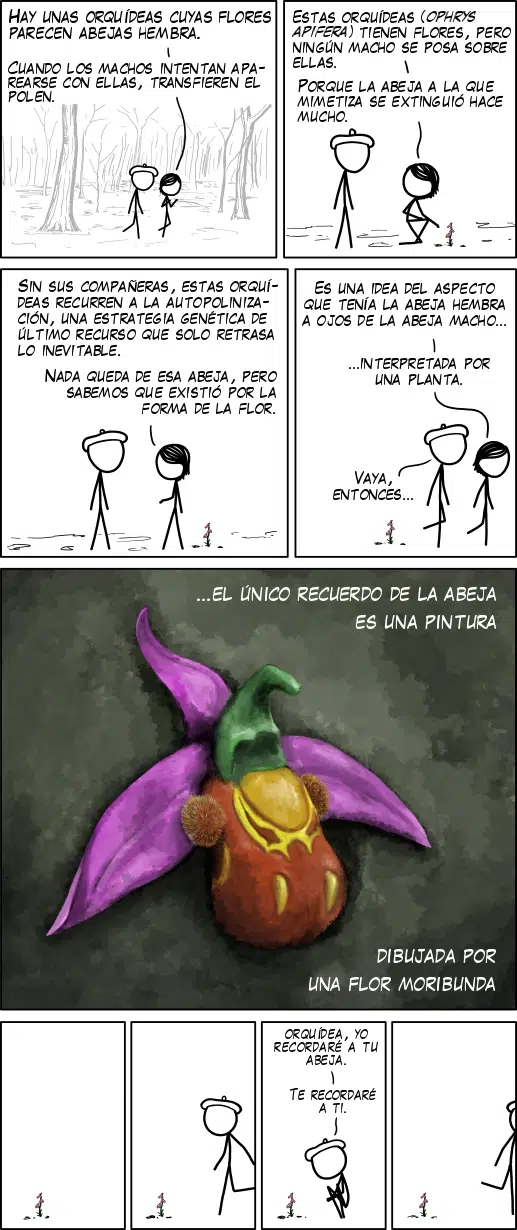 Hay unas orquídeas cuyas flores
parecen abejas hembra.
Cuando los machos intentan apa-
rearse con ellas, transfieren el
polen.
Estas orquídeas (Ophrys
apifera) tienen flores, pero
ningún macho se posa sobre
ellas.
Porque la abeja a la que
mimetiza se extinguió hace
mucho.
Sin sus compañeras, estas orquí-
deas recurren a la autopoliniza-
ción, una estrategia genética de
último recurso que solo retrasa
lo inevitable.
Nada queda de esa abeja, pero
sabemos que existió por la
forma de la flor.
Es una idea del aspecto
que tenía la abeja hembra
a ojos de la abeja macho...
...interpretada por
una planta.
Vaya,
entonces...
...el único recuerdo de la abeja
es una pintura
dibujada por
una flor moribunda
Orquídea, yo
recordaré a tu
abeja.
Te recordaré
a ti.